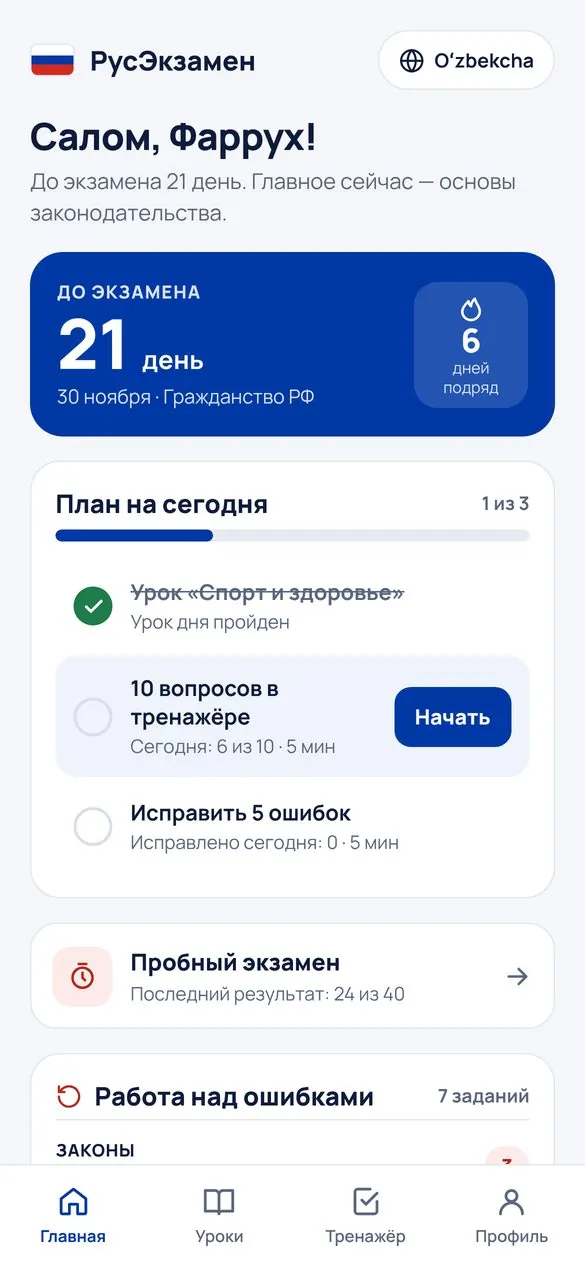 РусЭкзамен
Oʻzbekcha
Салом, Фаррух!
До экзамена 21 день. Главное сейчас — основы
законодательства.
ДО ЭКЗАМЕНА
21 день
30 ноября · Гражданство РФ
6
дней
подряд
План на сегодня
1 из 3
Урок «Спорт и здоровье»
Урок дня пройден
10 вопросов в
тренажёре
Сегодня: 6 из 10 · 5 мин
Начать
Исправить 5 ошибок
Исправлено сегодня: 0 · 5 мин
Пробный экзамен
Последний результат: 24 из 40
Работа над ошибками
7 заданий
ЗАКОНЫ
Главная
Уроки
Тренажёр
Профиль